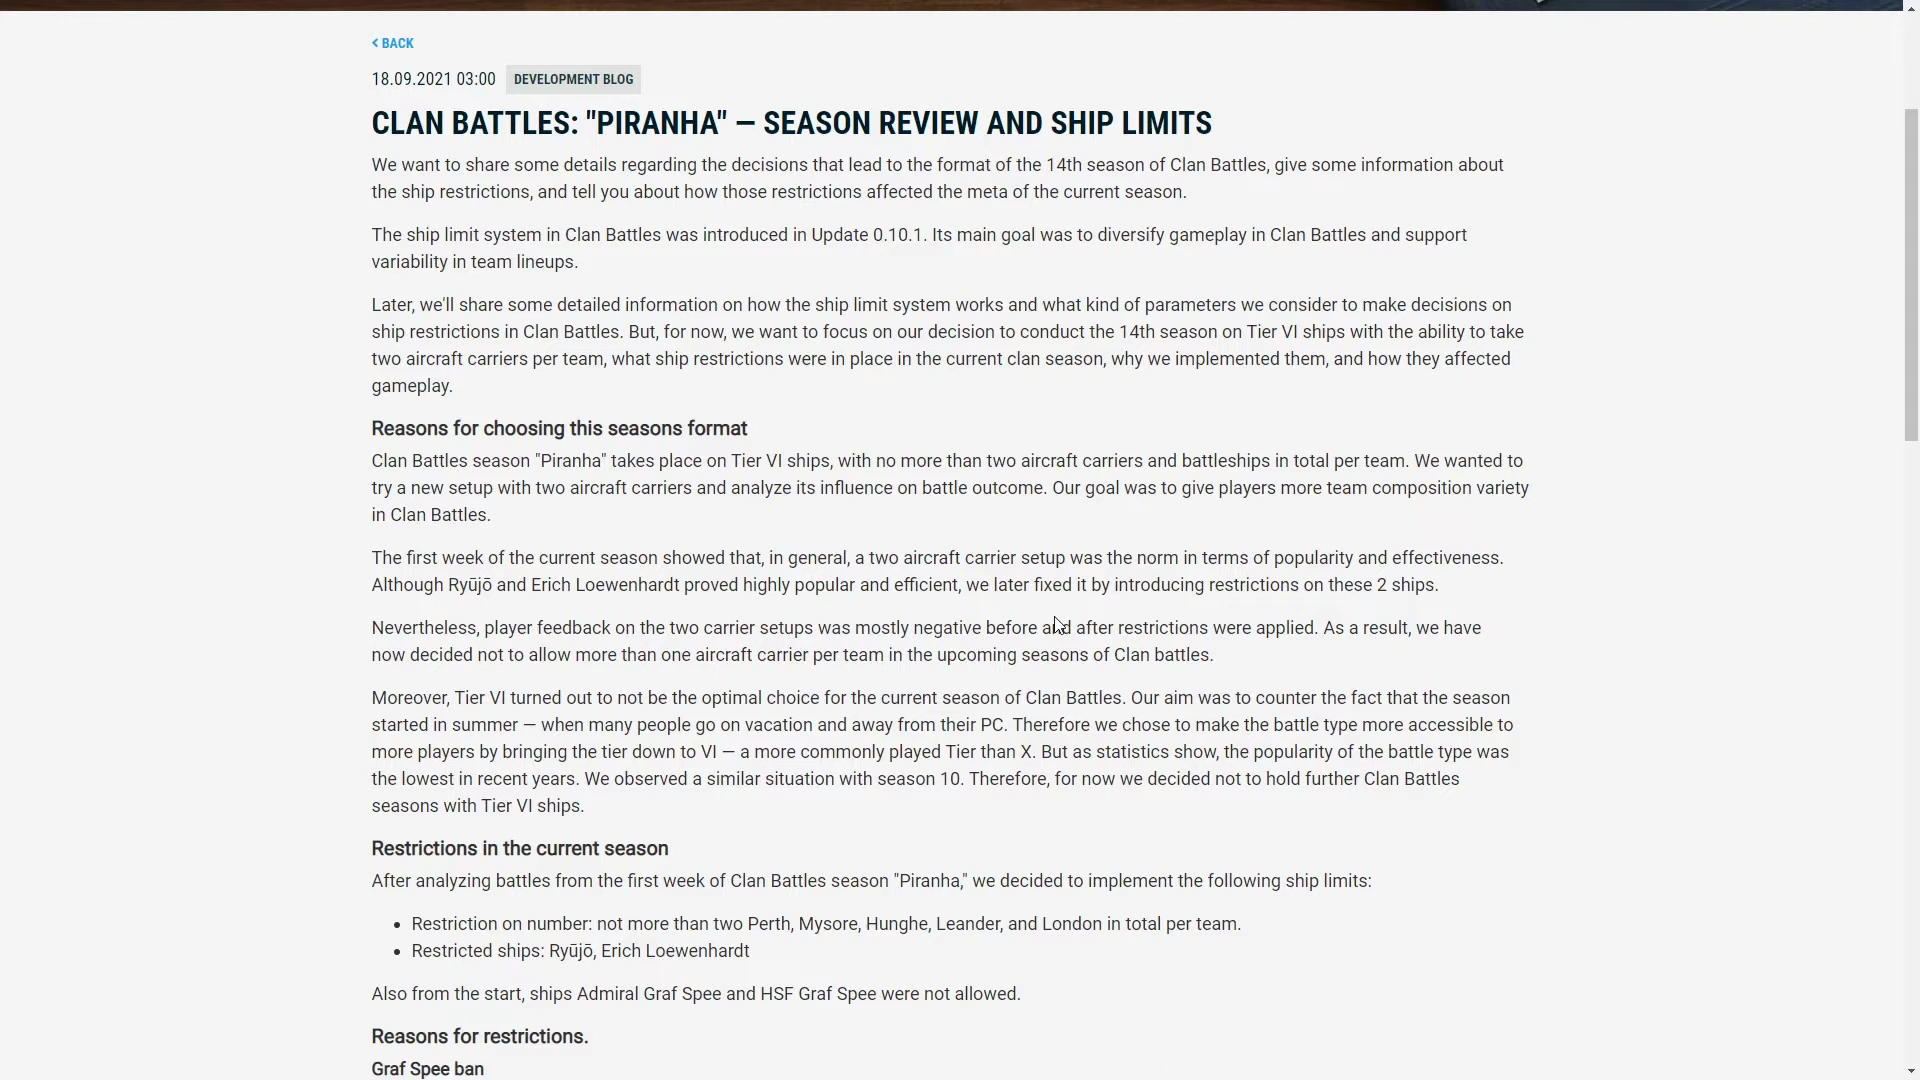 BACK
18.09.2021 03:00 DEVELOPMENT BLOG
CLAN BATTLES: "PIRANHA" — SEASON REVIEW AND SHIP LIMITS
We want to share some details regarding the decisions that lead to the format of the 14th season of Clan Battles, give some information about
the ship restrictions, and tell you about how those restrictions affected the meta of the current season.
The ship limit system in Clan Battles was introduced in Update 0.10.1. Its main goal was to diversify gameplay in Clan Battles and support
variability in team lineups.
Later, we'll share some detailed information on how the ship limit system works and what kind of parameters we consider to make decisions on
ship restrictions in Clan Battles. But, for now, we want to focus on our decision to conduct the 14th season on Tier VI ships with the ability to take
two aircraft carriers per team, what ship restrictions were in place in the current clan season, why we implemented them, and how they affected
gameplay.
Reasons for choosing this seasons format
Clan Battles season "Piranha" takes place on Tier VI ships, with no more than two aircraft carriers and battleships in total per team. We wanted to
try a new setup with two aircraft carriers and analyze its influence on battle outcome. Our goal was to give players more team composition variety
in Clan Battles.
The first week of the current season showed that, in general, a two aircraft carrier setup was the norm in terms of popularity and effectiveness.
Although Ryūjō and Erich Loewenhardt proved highly popular and efficient, we later fixed it by introducing restrictions on these 2 ships.
Nevertheless, player feedback on the two carrier setups was mostly negative before and after restrictions were applied. As a result, we have
now decided not to allow more than one aircraft carrier per team in the upcoming seasons of Clan battles.
Moreover, Tier VI turned out to not be the optimal choice for the current season of Clan Battles. Our aim was to counter the fact that the season
started in summer — when many people go on vacation and away from their PC. Therefore we chose to make the battle type more accessible to
more players by bringing the tier down to VI — a more commonly played Tier than X. But as statistics show, the popularity of the battle type was
the lowest in recent years. We observed a similar situation with season 10. Therefore, for now we decided not to hold further Clan Battles
seasons with Tier VI ships.
Restrictions in the current season
After analyzing battles from the first week of Clan Battles season "Piranha," we decided to implement the following ship limits:
• Restriction on number: not more than two Perth, Mysore, Hunghe, Leander, and London in total per team.
• Restricted ships: Ryūjō, Erich Loewenhardt
Also from the start, ships Admiral Graf Spee and HSF Graf Spee were not allowed.
Reasons for restrictions.
Graf Spee ban